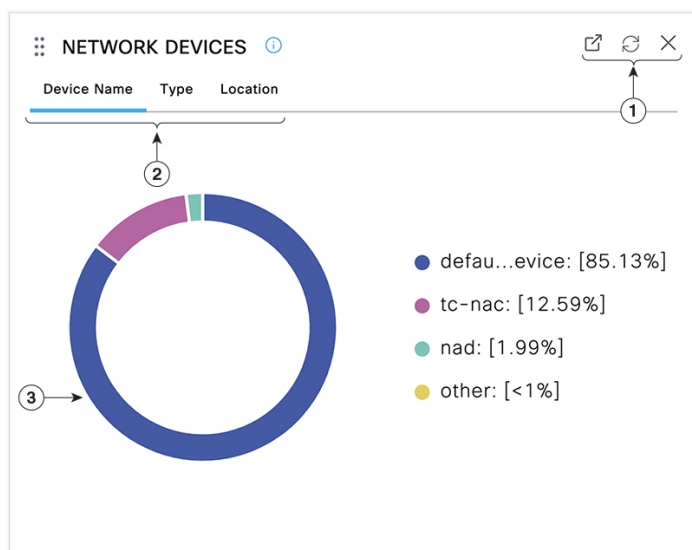 NETWORK DEVICES
Device Name Type Location
1
2
defau...evice: [85.13%]
tc-nac: [12.59%]
nad: [1.99%]
other: [<1%]
3